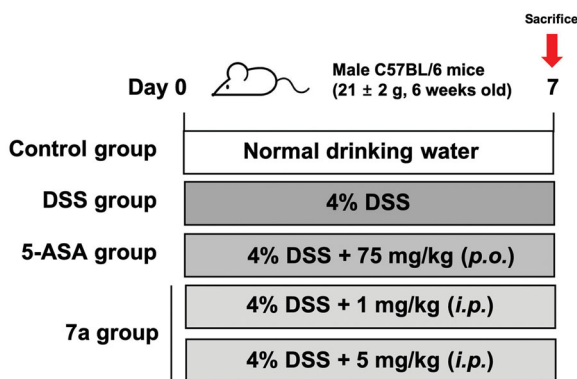 Sacrifice
Male C57BL/6 mice
Day 0
(21 ± 2 g, 6 weeks old)
7
Control group
Normal drinking water
DSS group
4% DSS
5-ASA group
4% DSS + 75 mg/kg (p.o.)
4% DSS + 1 mg/kg (i.p.)
7a group
4% DSS + 5 mg/kg (i.p.)